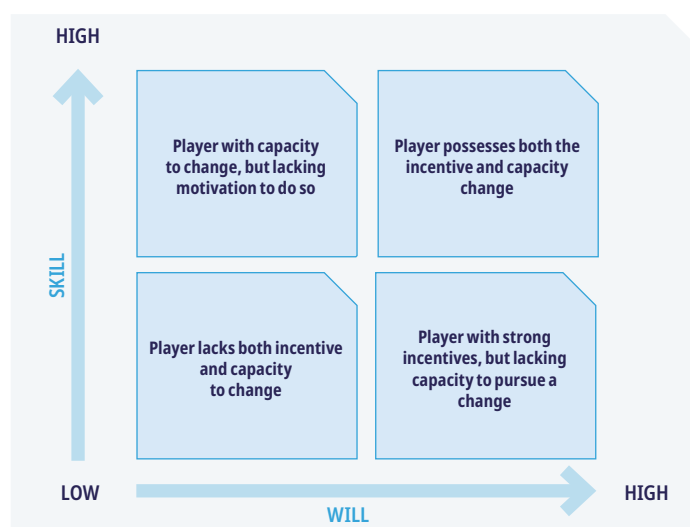 HIGH
Player with capacity
to change, but lacking
motivation to do so
Player possesses both the
incentive and capacity
change
SKILL
Player lacks both incentive
and capacity
to change
Player with strong
incentives, but lacking
capacity to pursue a
change
LOW
HIGH
WILL